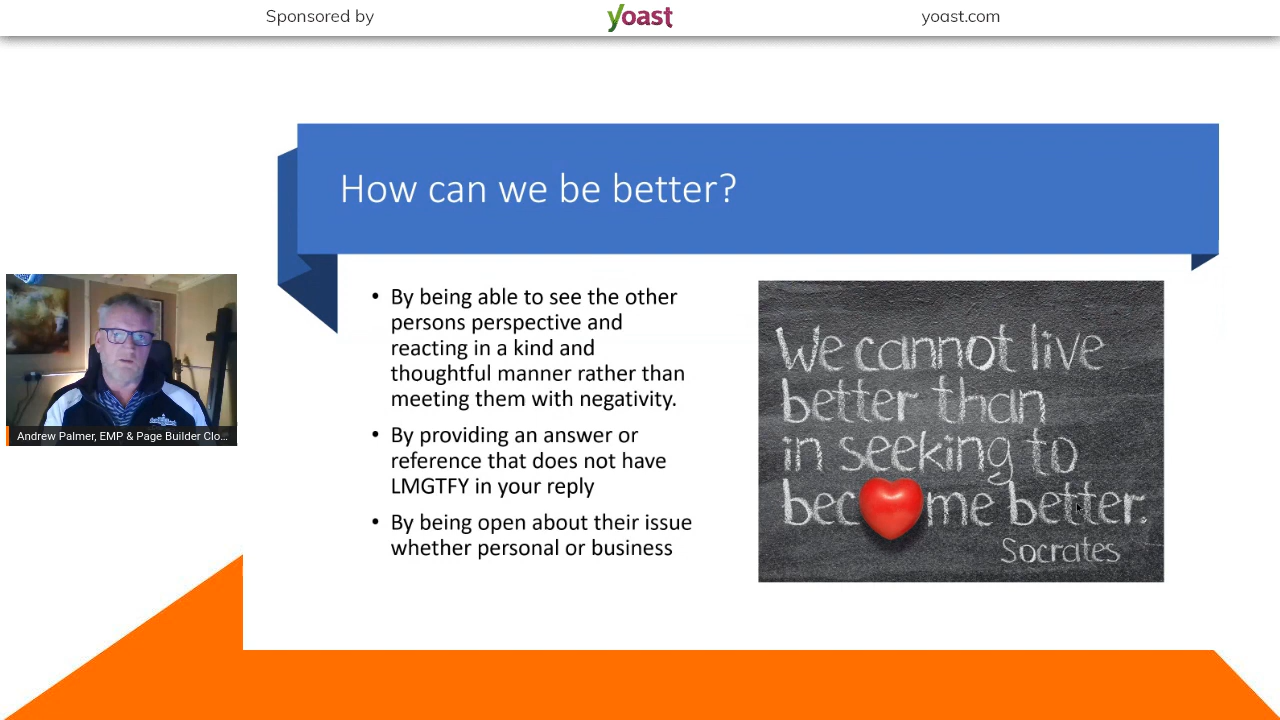 Sponsored by yoast yoast.com
How can we be better?
• By being able to see the other
persons perspective and
reacting in a kind and
thoughtful manner rather than
meeting them with negativity.
• By providing an answer or
reference that does not have
LMGTFY in your reply
• By being open about their issue
whether personal or business
We cannot live
better than
in seeking to
become better.
Socrates
Andrew Palmer, EMP & Page Builder Clo...